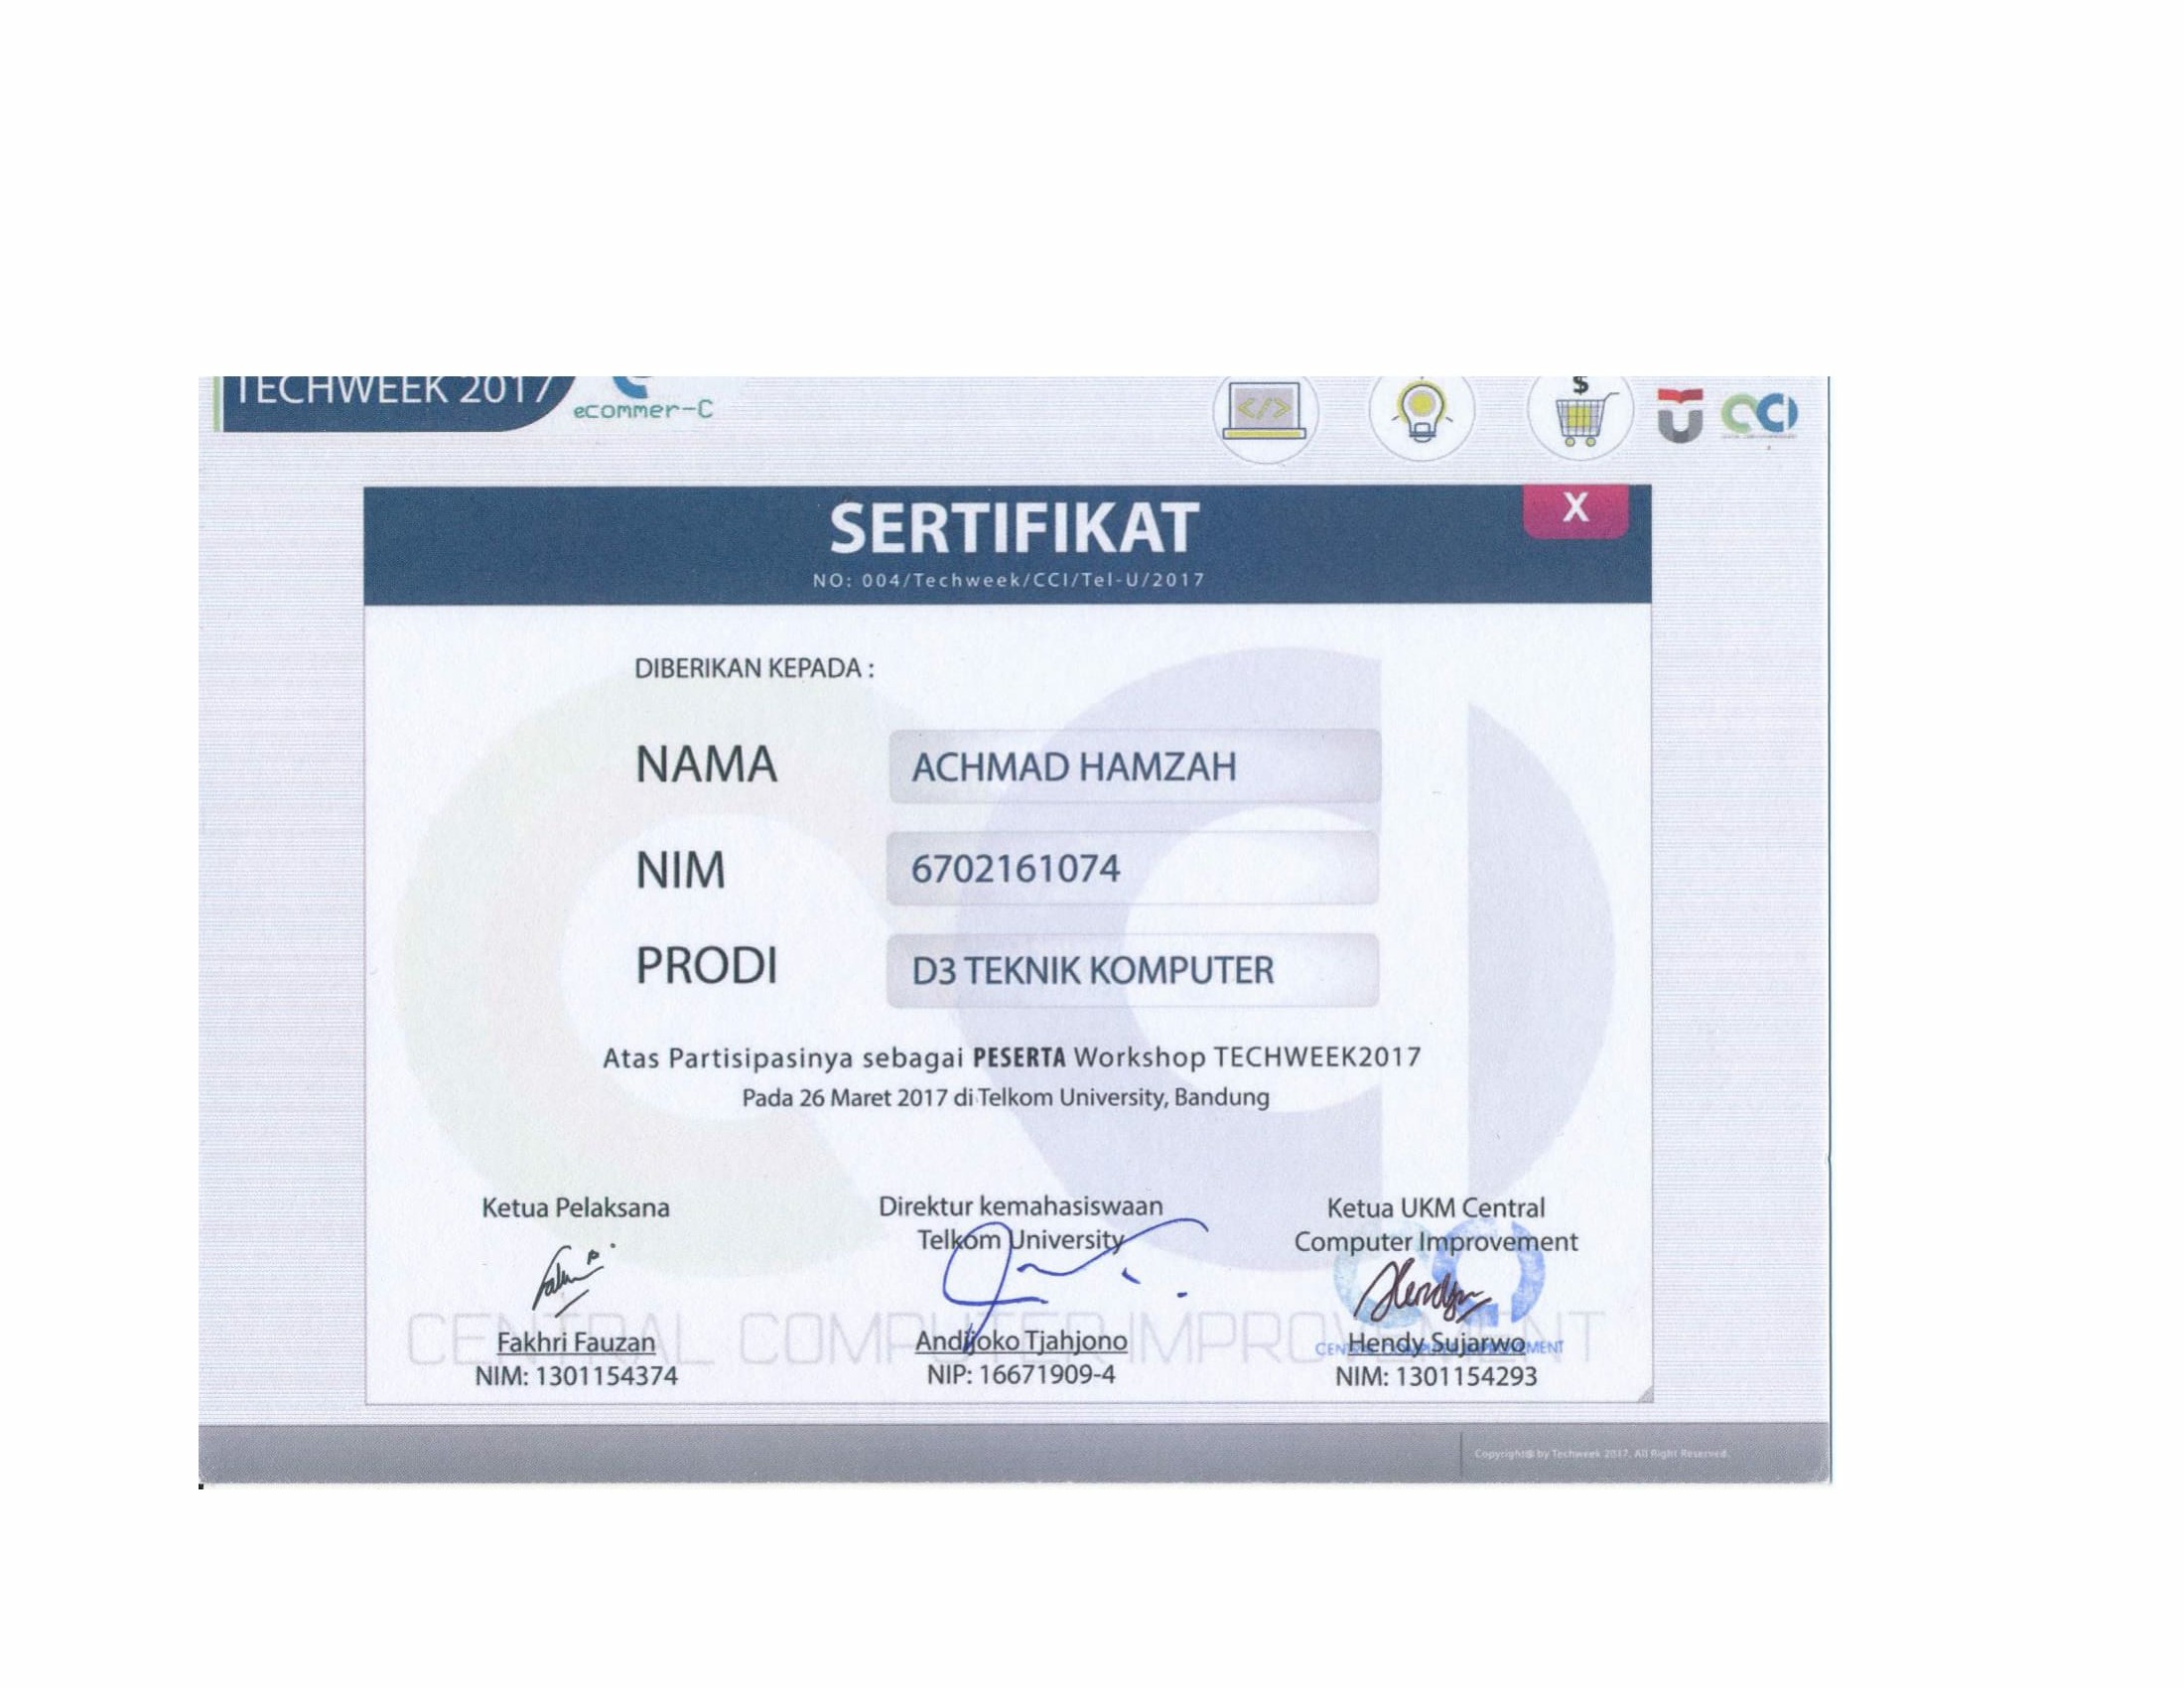 TECHWEEK 2017
ecommer-C
</>
$
CCI
SERTIFIKAT
X
NO: 004/Techweek/CCI/Tel-U/2017
DIBERIKAN KEPADA :
NAMA ACHMAD HAMZAH
NIM 6702161074
PRODI D3 TEKNIK KOMPUTER
Atas Partisipasinya sebagai PESERTA Workshop TECHWEEK2017
Pada 26 Maret 2017 di Telkom University, Bandung
Ketua Pelaksana
Fakhri Fauzan
NIM: 1301154374
Direktur kemahasiswaan
Telkom University
Andijoko Tjahjono
NIP: 16671909-4
Ketua UKM Central
Computer Improvement
Hendy Sujarwo
NIM: 1301154293
CENTRAL COMPUTER IMPROVEMENT
CENTRAL COMPUTER IMPROVEMENT
Copyright@ by Techweek 2017. All Right Reserved.